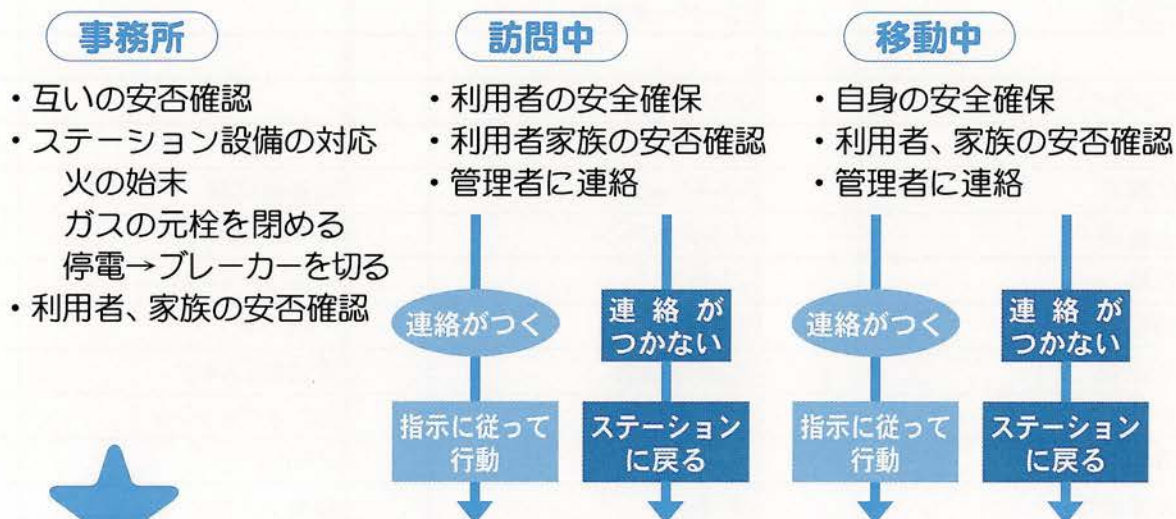 事務所
・互いの安否確認
・ステーション設備の対応
火の始末
ガスの元栓を閉める
停電→ブレーカーを切る
・利用者、家族の安否確認
訪問中
・利用者の安全確保
・利用者家族の安否確認
・管理者に連絡
連絡がつく
指示に従って
行動
連絡が
つかない
ステーション
に戻る
移動中
・自身の安全確保
・利用者、家族の安否確認
・管理者に連絡
連絡がつく
指示に従って
行動
連絡が
つかない
ステーション
に戻る